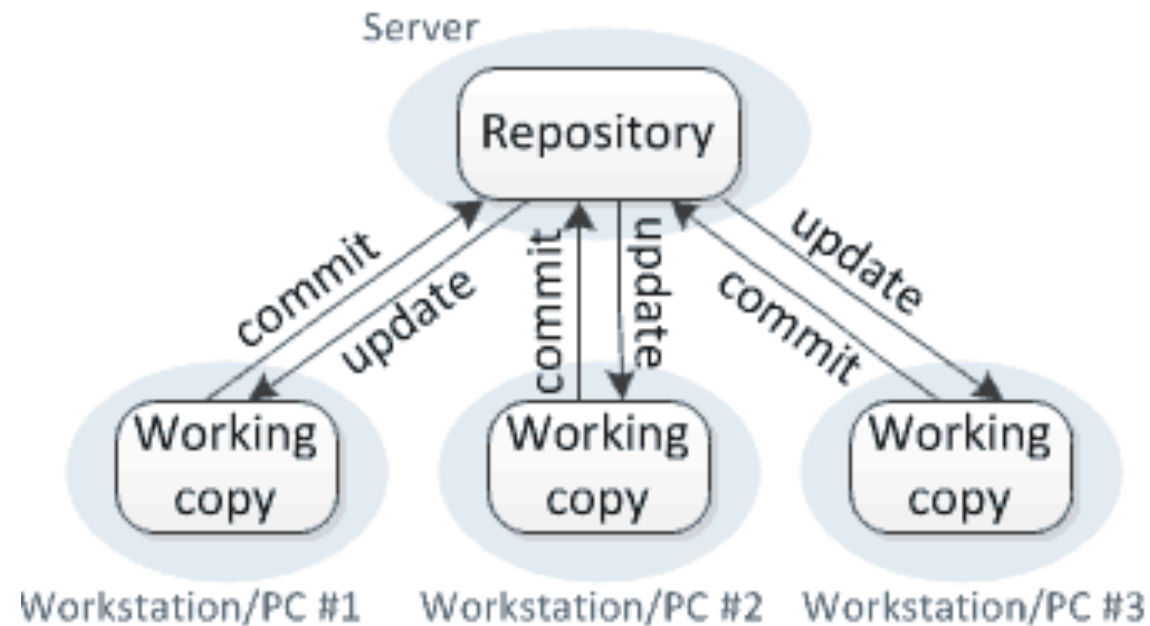 Server
Repository
commit
update
commit
update
commit
update
Working
copy
Working
copy
Working
copy
Workstation/PC #1
Workstation/PC #2
Workstation/PC #3